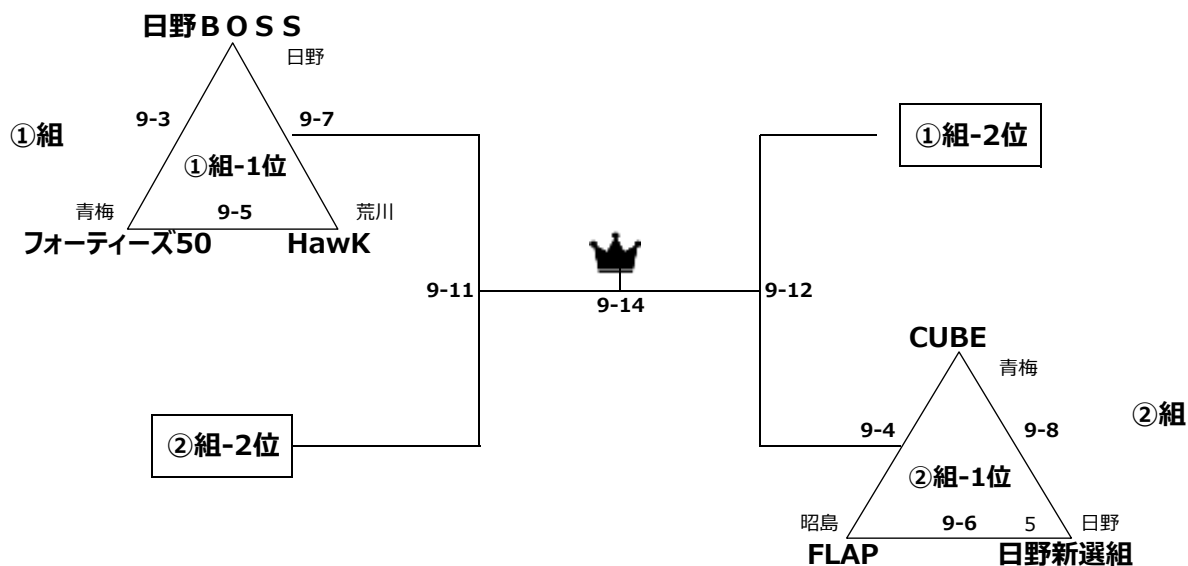 日野ＢＯＳＳ
日野
①組
9-3
9-7
①組-1位
青梅
9-5
荒川
フォーティーズ50
HawK
①組-2位
9-11
9-14
9-12
CUBE
青梅
②組
②組-2位
9-4
9-8
②組-1位
昭島
9-6
5
日野
FLAP
日野新選組